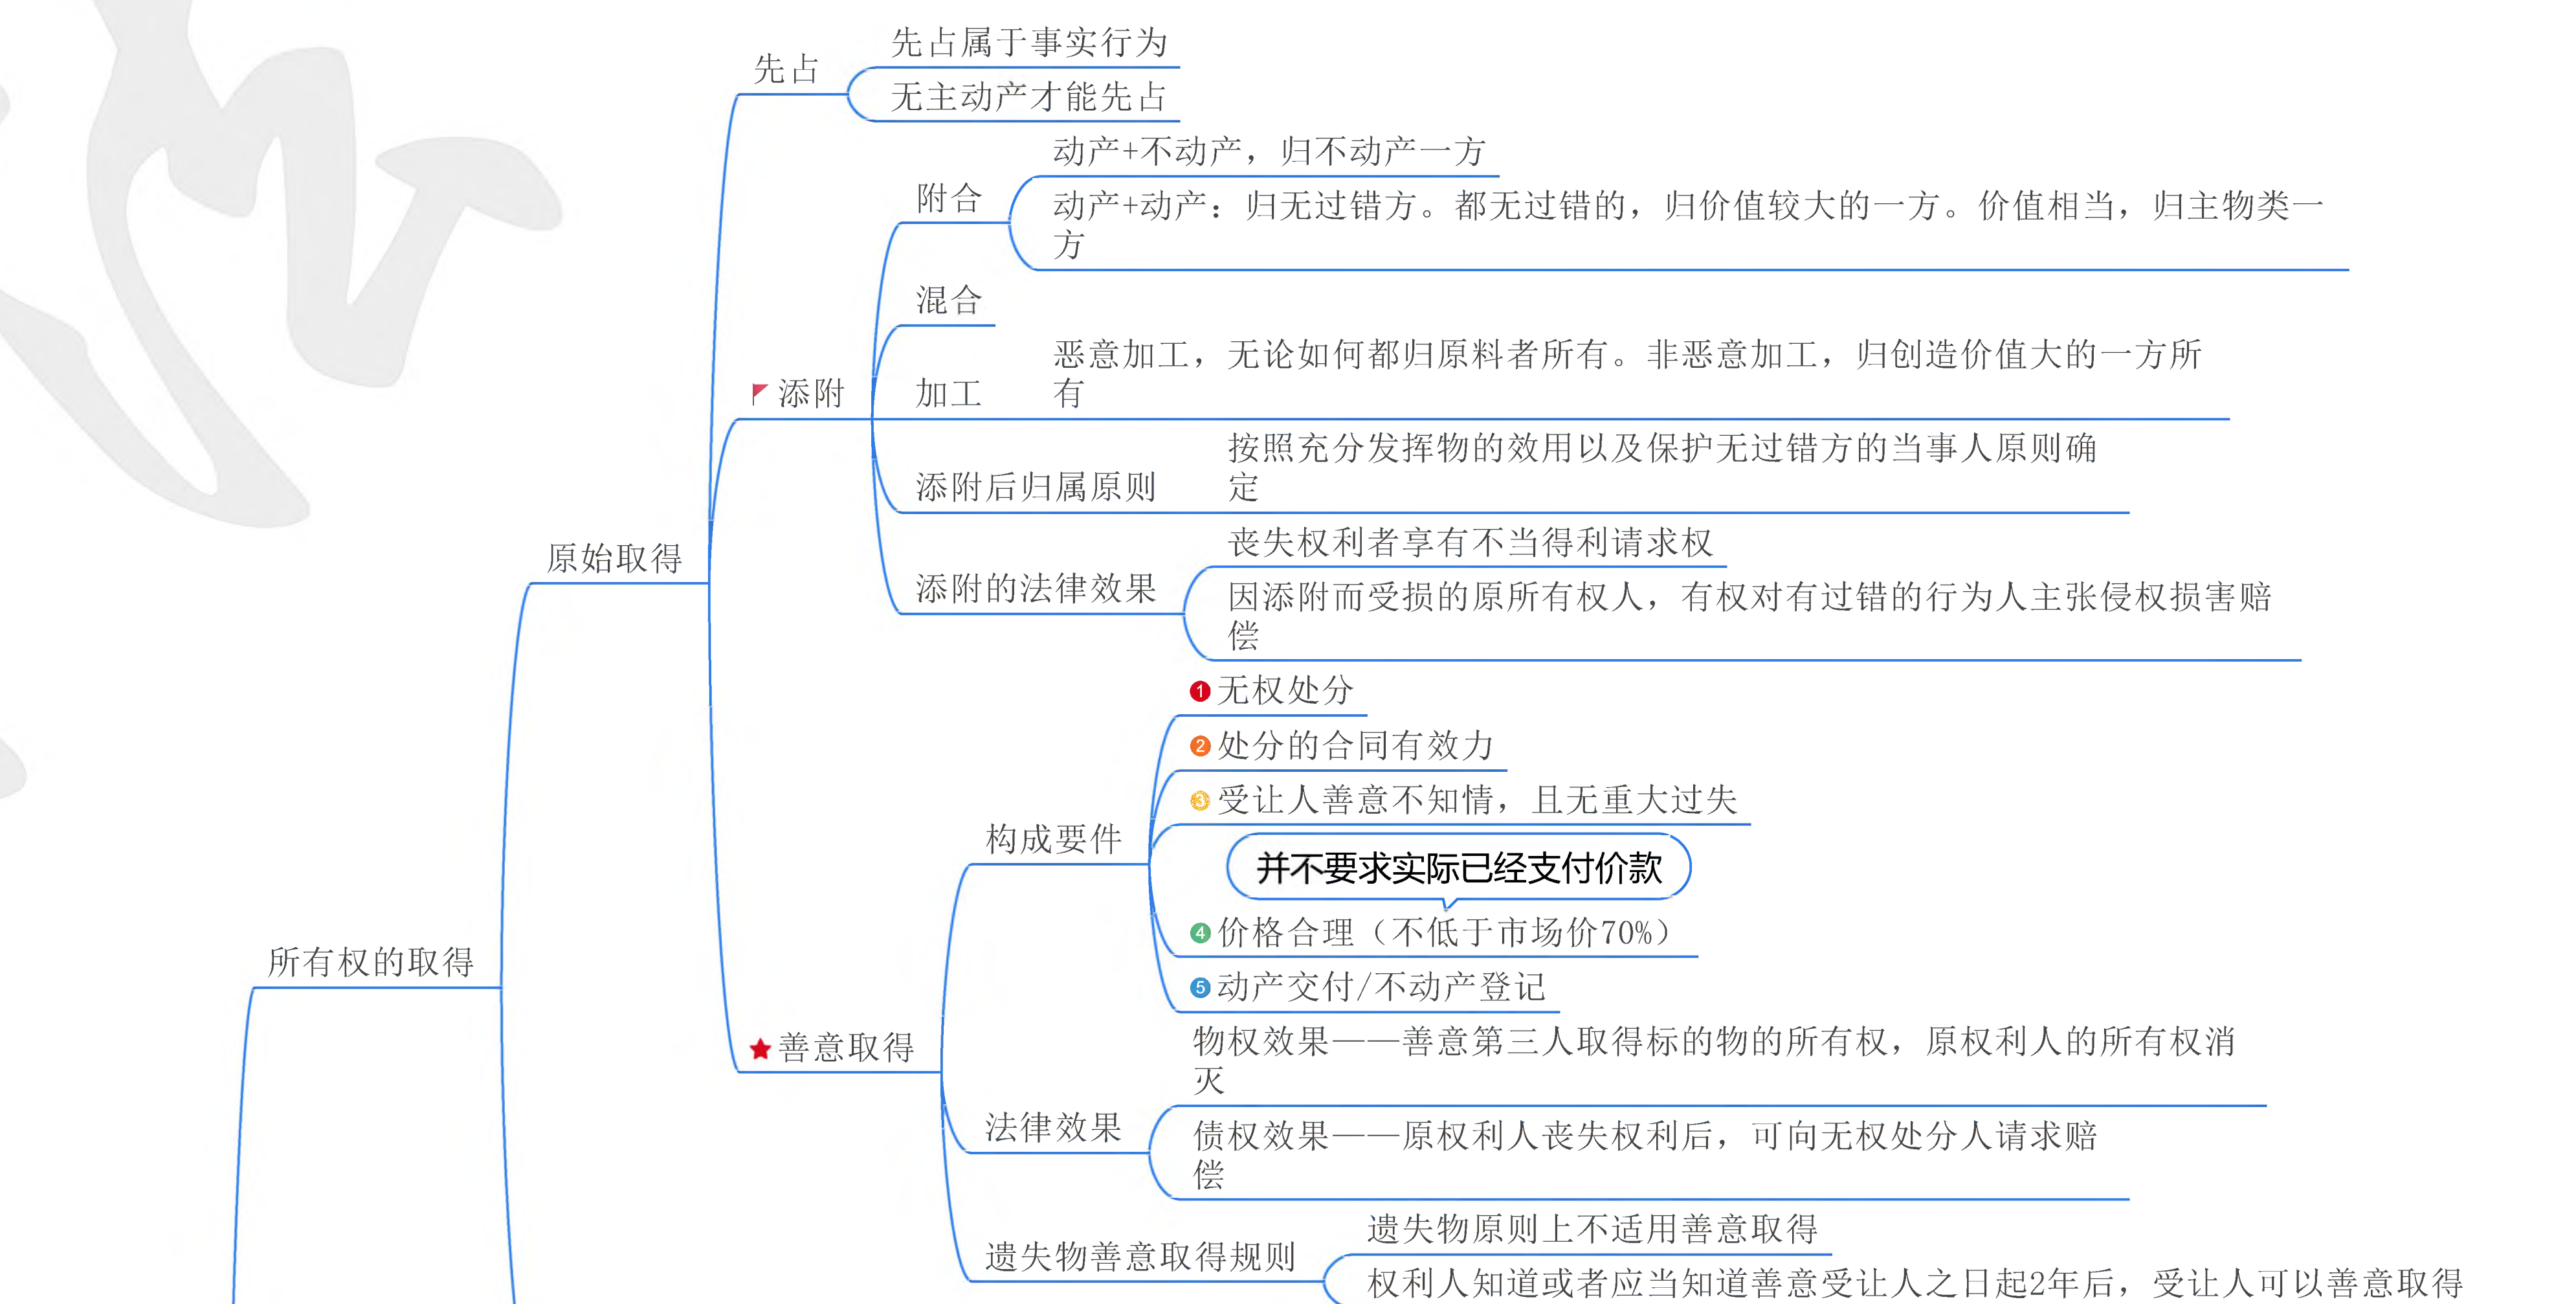 先占
先占属于事实行为
无主动产才能先占
附合
动产+不动产，归不动产一方
动产+动产：归无过错方。都无过错的，归价值较大的一方。价值相当，归主物类一
方
混合
添附
加工
恶意加工，无论如何都归原料者所有。非恶意加工，归创造价值大的一方所
有
添附后归属原则
按照充分发挥物的效用以及保护无过错方的当事人原则确
定
原始取得
添附的法律效果
丧失权利者享有不当得利请求权
因添附而受损的原所有权人，有权对有过错的行为人主张侵权损害赔
偿
1 无权处分
2 处分的合同有效力
3 受让人善意不知情，且无重大过失
构成要件
并不要求实际已经支付价款
4 价格合理（不低于市场价70%）
所有权的取得
5 动产交付/不动产登记
善意取得
物权效果——善意第三人取得标的物的所有权，原权利人的所有权消
灭
法律效果
债权效果——原权利人丧失权利后，可向无权处分人请求赔
偿
遗失物善意取得规则
遗失物原则上不适用善意取得
权利人知道或者应当知道善意受让人之日起2年后，受让人可以善意取得